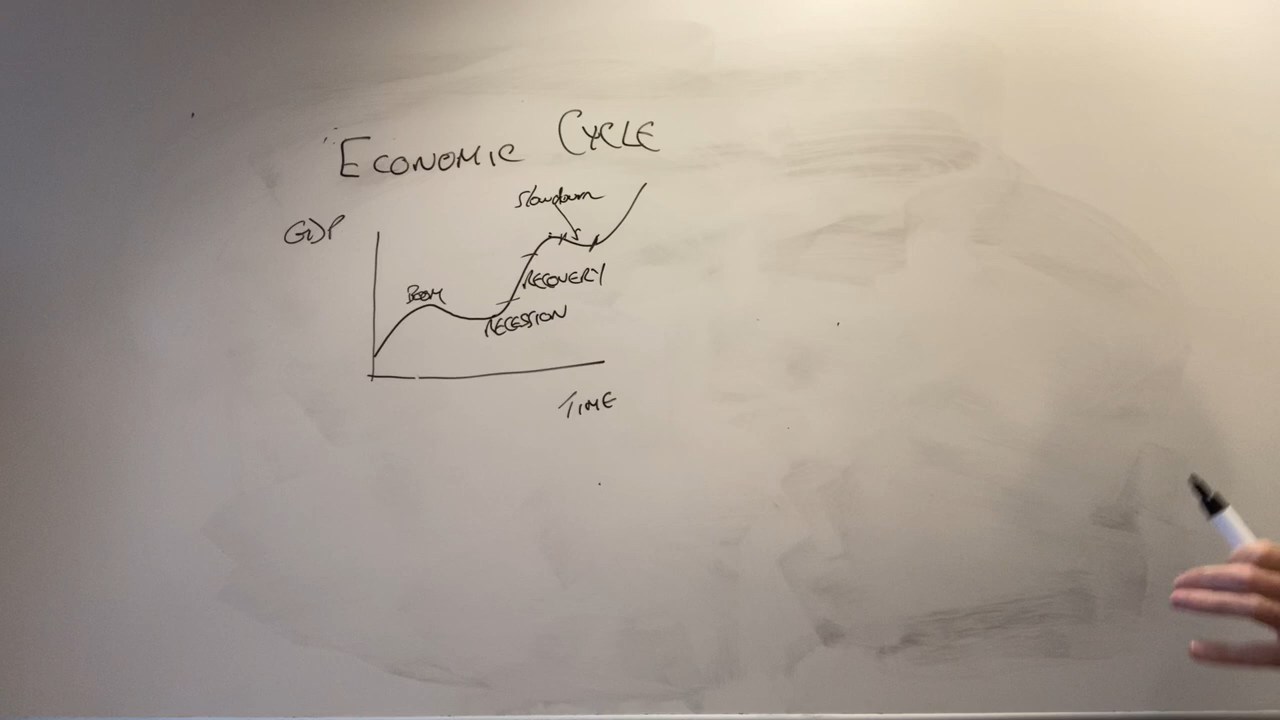 ECONOMIC CYCLE
Slowdown
GDP
RECOVERY
BOOM
RECESSION
TIME